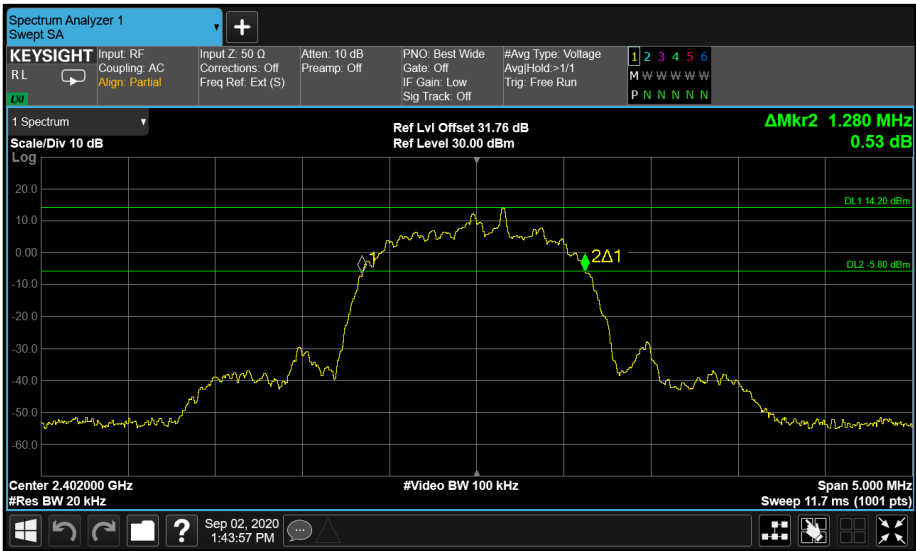 Spectrum Analyzer 1
Swept SA
+
KEYSIGHT
R L
LXI
Input: RF
Coupling: AC
Align: Partial
Input Z: 50 Ω
Corrections: Off
Freq Ref: Ext (S)
Atten: 10 dB
Preamp: Off
PNO: Best Wide
Gate: Off
IF Gain: Low
Sig Track: Off
#Avg Type: Voltage
Avg|Hold:>1/1
Trig: Free Run
1 2 3 4 5 6
M W W W W W
P N N N N N
1 Spectrum
Scale/Div 10 dB
Ref Lvl Offset 31.76 dB
Ref Level 30.00 dBm
ΔMkr2 1.280 MHz
0.53 dB
Log
20.0
DL1 14.20 dBm
10.0
0.00
1
2Δ1
DL2 -5.80 dBm
-10.0
-20.0
-30.0
-40.0
-50.0
-60.0
Center 2.402000 GHz
#Video BW 100 kHz
Span 5.000 MHz
#Res BW 20 kHz
Sweep 11.7 ms (1001 pts)
?
Sep 02, 2020
1:43:57 PM